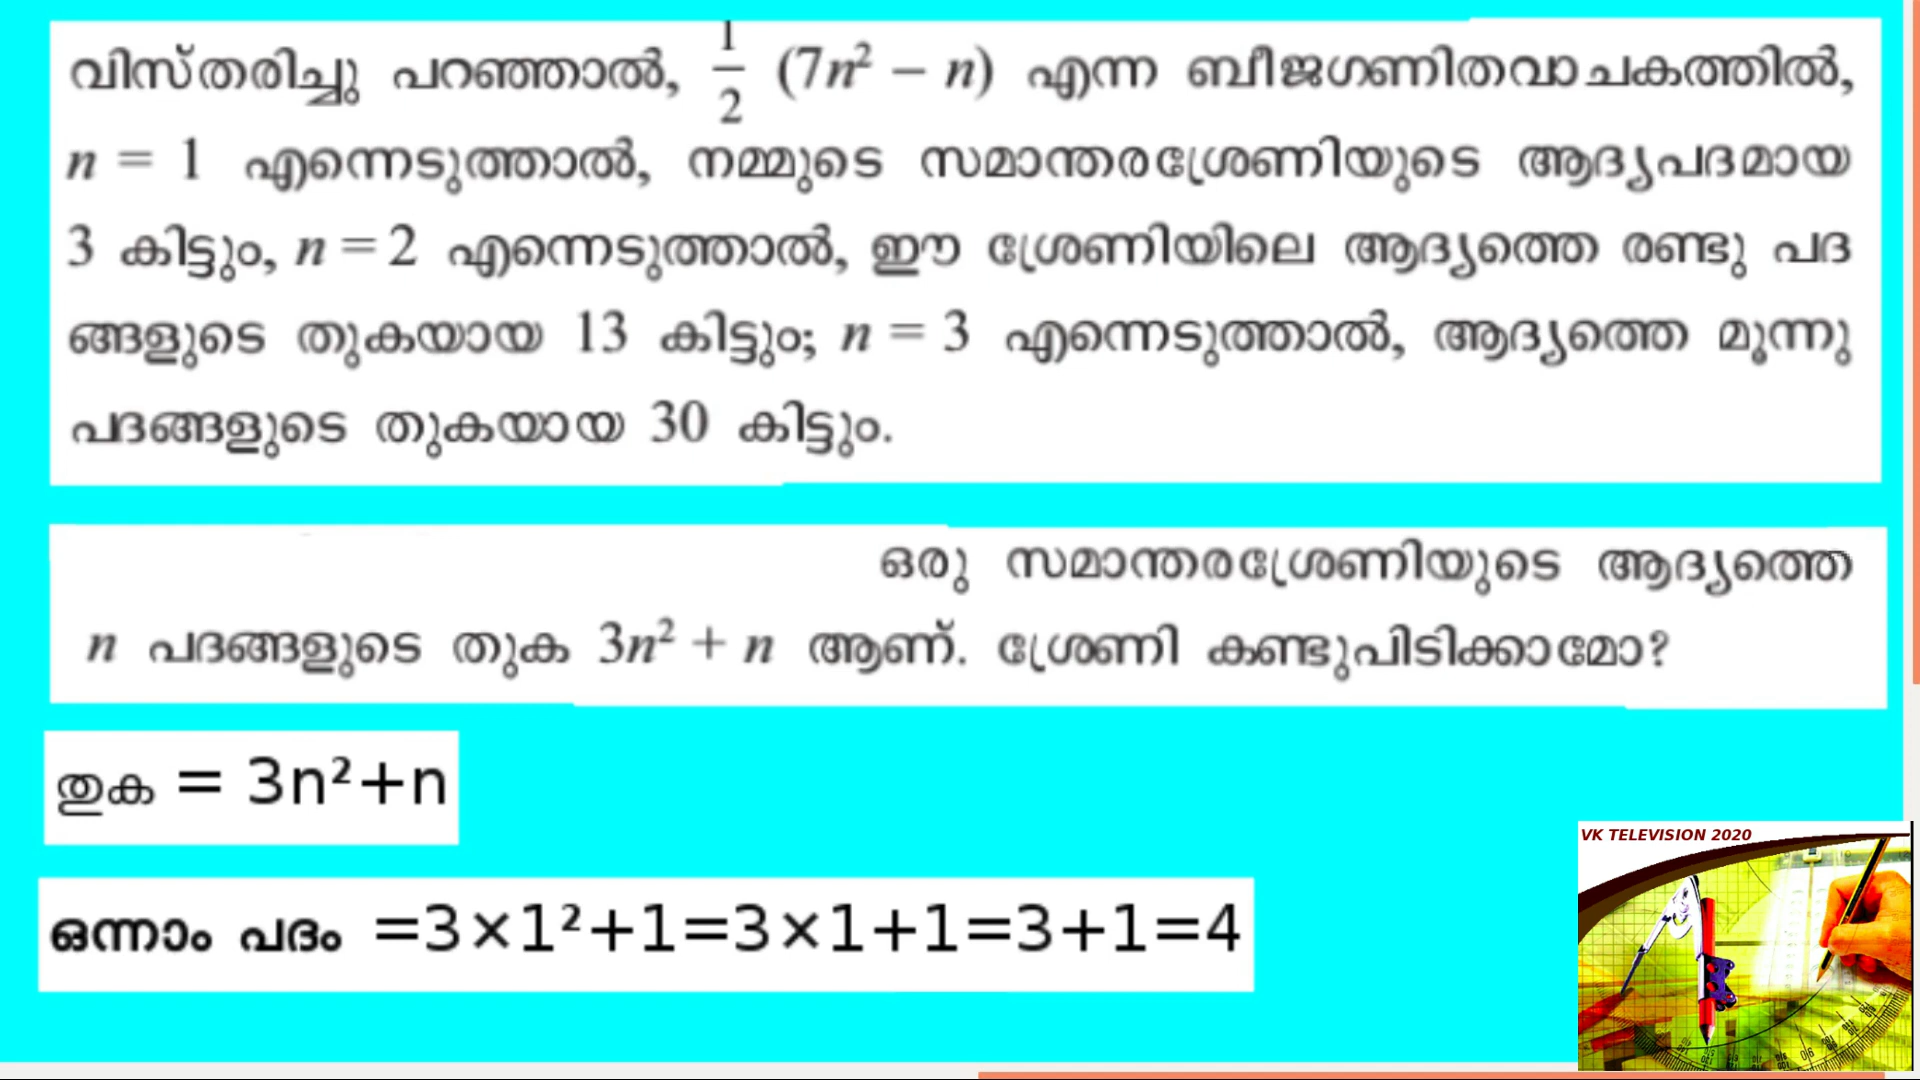 വിസ്തരിച്ചു പറഞ്ഞാൽ, 1/2 (7n² – n) എന്ന ബീജഗണിതവാചകത്തിൽ,
n = 1 എന്നെടുത്താൽ, നമ്മുടെ സമാന്തരശ്രേണിയുടെ ആദ്യപദമായ
3 കിട്ടും, n = 2 എന്നെടുത്താൽ, ഈ ശ്രേണിയിലെ ആദ്യത്തെ രണ്ടു പദ
ങ്ങളുടെ തുകയായ 13 കിട്ടും; n = 3 എന്നെടുത്താൽ, ആദ്യത്തെ മൂന്നു
പദങ്ങളുടെ തുകയായ 30 കിട്ടും.
ഒരു സമാന്തരശ്രേണിയുടെ ആദ്യത്തെ
n പദങ്ങളുടെ തുക 3n² + n ആണ്. ശ്രേണി കണ്ടുപിടിക്കാമോ?
തുക = 3n²+n
ഒന്നാം പദം =3×1²+1=3×1+1=3+1=4
VK TELEVISION 2020